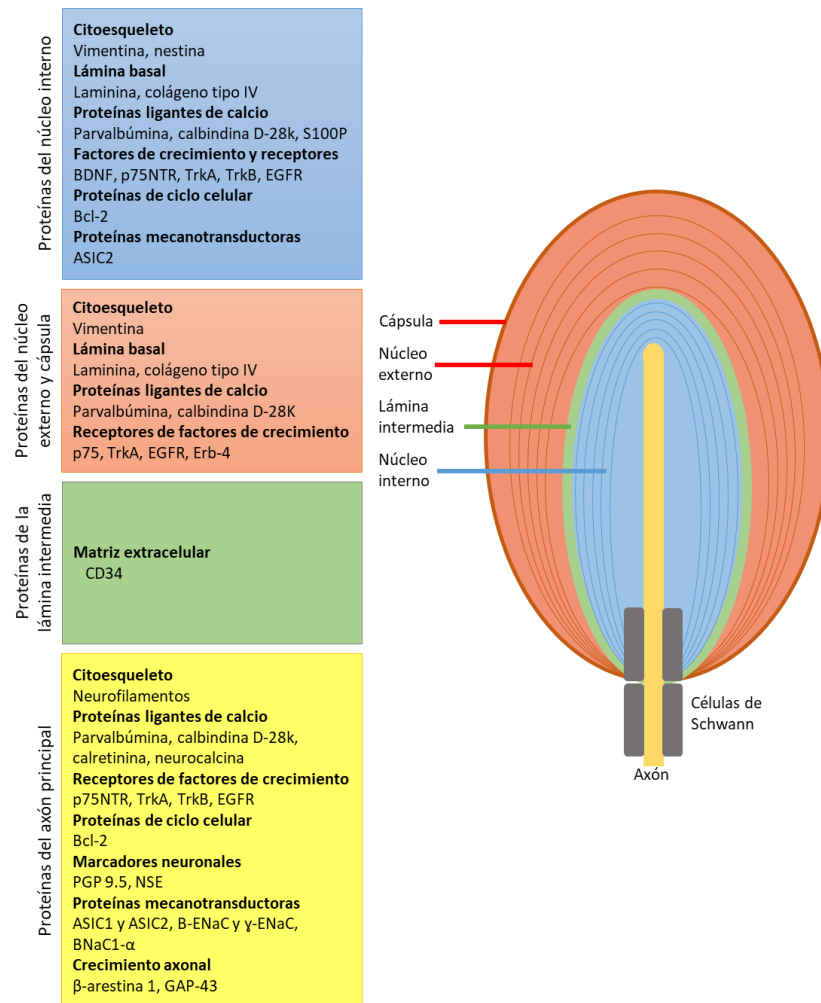 Proteínas del núcleo interno
Citoesqueleto
Vimentina, nestina
Lámina basal
Laminina, colágeno tipo IV
Proteínas ligantes de calcio
Parvalbúmina, calbindina D-28k, S100P
Factores de crecimiento y receptores
BDNF, p75NTR, TrkA, TrkB, EGFR
Proteínas de ciclo celular
Bcl-2
Proteínas mecanotransductoras
ASIC2
Proteínas del núcleo
externo y cápsula
Citoesqueleto
Vimentina
Lámina basal
Laminina, colágeno tipo IV
Proteínas ligantes de calcio
Parvalbúmina, calbindina D-28K
Receptores de factores de crecimiento
p75, TrkA, EGFR, Erb-4
Proteínas de la
lámina intermedia
Matriz extracelular
CD34
Proteínas del axón principal
Citoesqueleto
Neurofilamentos
Proteínas ligantes de calcio
Parvalbúmina, calbindina D-28k,
calretinina, neurocalcina
Receptores de factores de crecimiento
p75NTR, TrkA, TrkB, EGFR
Proteínas de ciclo celular
Bcl-2
Marcadores neuronales
PGP 9.5, NSE
Proteínas mecanotransductoras
ASIC1 y ASIC2, B-ENaC y ɣ-ENaC,
BNaC1-α
Crecimiento axonal
β-arestina 1, GAP-43
Cápsula
Núcleo
externo
Lámina
intermedia
Núcleo
interno
Células de
Schwann
Axón